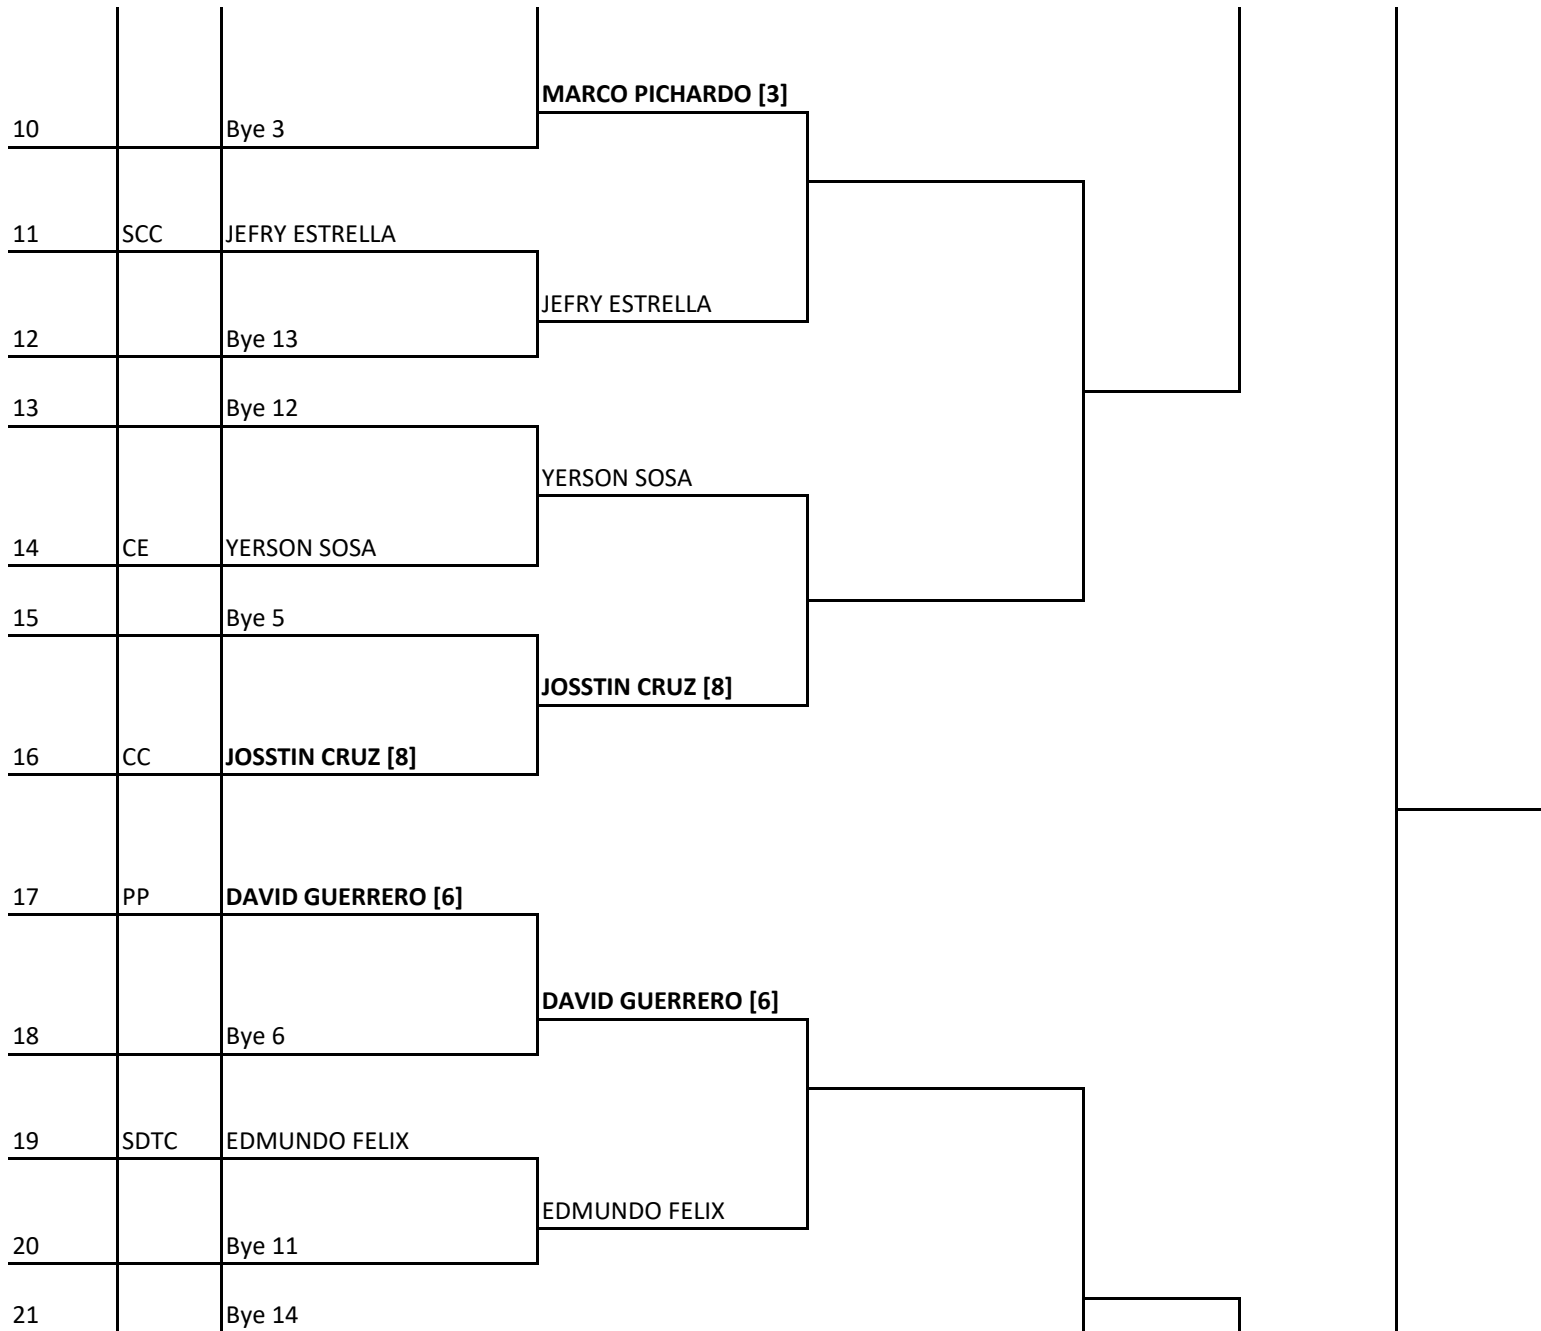 MARCO PICHARDO [3]
10 Bye 3
11 SCC JEFRY ESTRELLA
JEFRY ESTRELLA
12 Bye 13
13 Bye 12
YERSON SOSA
14 CE YERSON SOSA
15 Bye 5
JOSSTIN CRUZ [8]
16 CC JOSSTIN CRUZ [8]
17 PP DAVID GUERRERO [6]
DAVID GUERRERO [6]
18 Bye 6
19 SDTC EDMUNDO FELIX
EDMUNDO FELIX
20 Bye 11
21 Bye 14